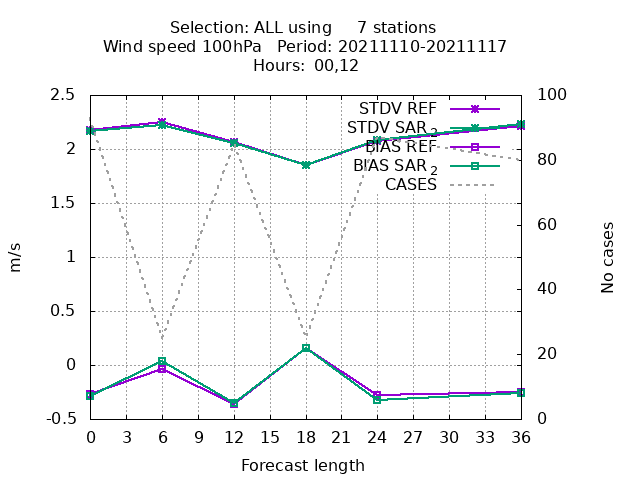 Selection: ALL using 7 stations
Wind speed 100hPa Period: 20211110-20211117
Hours: 00,12
2.5
2
1.5
1
0.5
0
-0.5
m/s
STDV REF
STDV SAR 2
BIAS REF
BIAS SAR 2
CASES
100
80
60
40
20
0
No cases
0 3 6 9 12 15 18 21 24 27 30 33 36
Forecast length